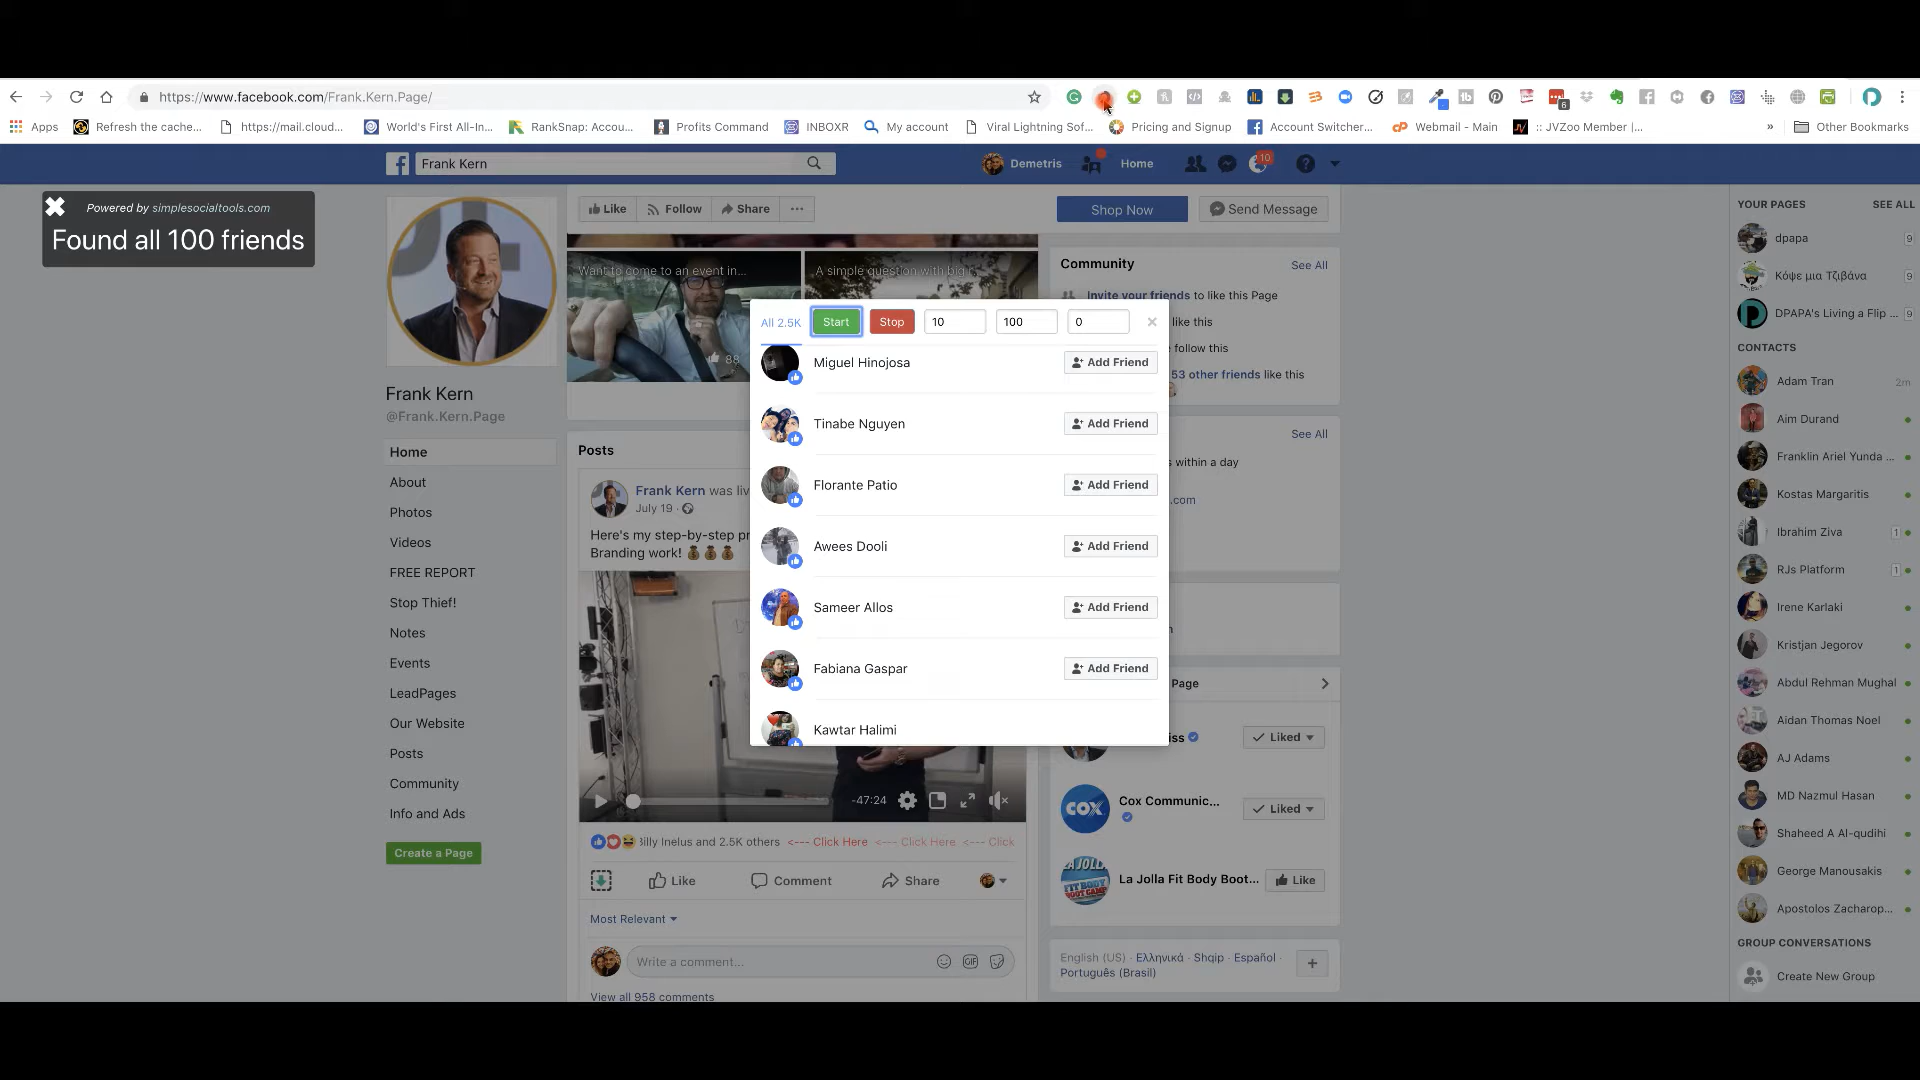 https://www.facebook.com/Frank.Kern.Page/
6
Apps
Refresh the cache...
https://mail.cloud...
World's First All-In...
RankSnap: Accou...
Profits Command
INBOXR
My account
Viral Lightning Sof...
Pricing and Signup
Account Switcher...
Webmail - Main
:: JVZoo Member |...
»
Other Bookmarks
Frank Kern
Demetris
Home
10
Powered by simplesocialtools.com
Found all 100 friends
Like
Follow
Share
Shop Now
Send Message
Want to come to an event in...
88
Frank Kern
@Frank.Kern.Page
Home
About
Photos
Videos
FREE REPORT
Stop Thief!
Notes
Events
LeadPages
Our Website
Posts
Community
Info and Ads
Create a Page
Posts
Frank Kern was liv
July 19
Here's my step-by-step pr
Branding work!
-47:24
Billy Inelus and 2.5K others
<--- Click Here <--- Click Here <--- Click
Like
Comment
Share
Most Relevant
Write a comment...
GIF
View all 958 comments
All 2.5K
Start
Stop
10
100
0
Miguel Hinojosa
Add Friend
Tinabe Nguyen
Add Friend
Florante Patio
Add Friend
Awees Dooli
Add Friend
Sameer Allos
Add Friend
Fabiana Gaspar
Add Friend
Kawtar Halimi
Community
See All
Invite your friends to like this Page
like this
follow this
53 other friends like this
See All
s within a day
.com
Page
iss
Liked
COX
Cox Communic...
Liked
La Jolla Fit Body Boot...
Like
English (US) · Ελληνικά · Shqip · Español ·
Português (Brasil)
YOUR PAGES
SEE ALL
dpapa
9
Κόψε μια Τζιβάνα
9
DPAPA's Living a Flip ...
9
CONTACTS
Adam Tran
2m
Aim Durand
Franklin Ariel Yunda ...
Kostas Margaritis
Ibrahim Ziva
1
RJs Platform
1
Irene Karlaki
Kristjan Jegorov
Abdul Rehman Mughal
Aidan Thomas Noel
AJ Adams
MD Nazmul Hasan
Shaheed A Al-qudihi
George Manousakis
Apostolos Zacharop...
GROUP CONVERSATIONS
Create New Group